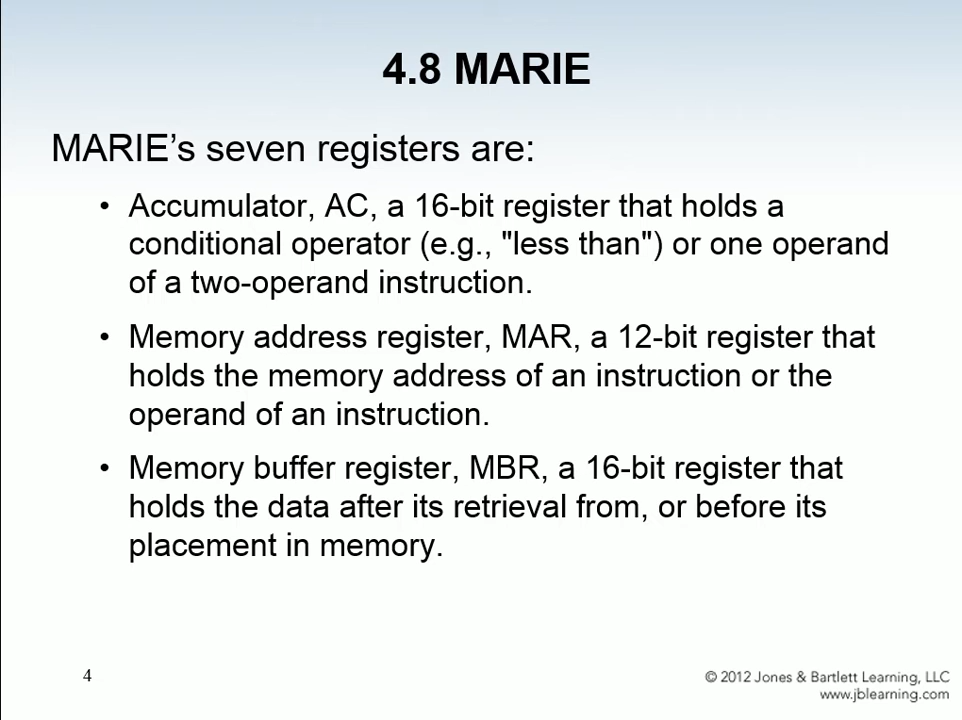 4.8 MARIE
MARIE’s seven registers are:
• Accumulator, AC, a 16-bit register that holds a
conditional operator (e.g., "less than") or one operand
of a two-operand instruction.
• Memory address register, MAR, a 12-bit register that
holds the memory address of an instruction or the
operand of an instruction.
• Memory buffer register, MBR, a 16-bit register that
holds the data after its retrieval from, or before its
placement in memory.
4
© 2012 Jones & Bartlett Learning, LLC
www.jblearning.com